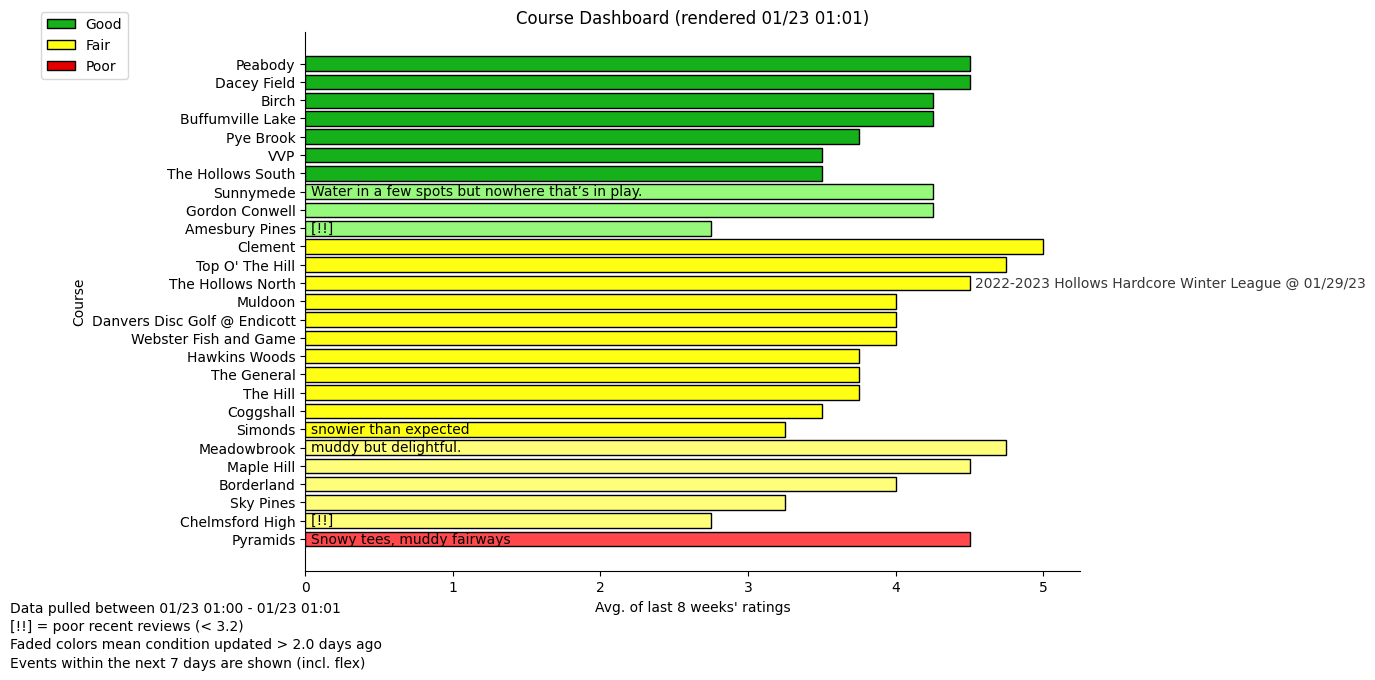 Course Dashboard (rendered 01/23 01:01)
Good
Fair
Poor
Course
Peabody
Dacey Field
Birch
Buffumville Lake
Pye Brook
VVP
The Hollows South
Sunnymede Water in a few spots but nowhere that’s in play.
Gordon Conwell
Amesbury Pines [!!]
Clement
Top O' The Hill
The Hollows North 2022-2023 Hollows Hardcore Winter League @ 01/29/23
Muldoon
Danvers Disc Golf @ Endicott
Webster Fish and Game
Hawkins Woods
The General
The Hill
Coggshall
Simonds snowier than expected
Meadowbrook muddy but delightful.
Maple Hill
Borderland
Sky Pines
Chelmsford High [!!]
Pyramids Snowy tees, muddy fairways
0 1 2 3 4 5
Avg. of last 8 weeks' ratings
Data pulled between 01/23 01:00 - 01/23 01:01
[!!] = poor recent reviews (< 3.2)
Faded colors mean condition updated > 2.0 days ago
Events within the next 7 days are shown (incl. flex)